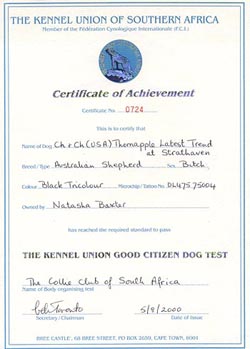 THE KENNEL UNION OF SOUTHERN AFRICA
Member of the Fédération Cynologique Internationale (F.C.I.)
Certificate of Achievement
Certificate No. 0724
This is to certify that
Name of Dog Ch & Ch (USA) Thornapple Latest Trend
at Strathaven
Breed/Type Australian Shepherd Sex Bitch
Colour Black Tricolour Microchip/Tattoo No. DL47575004
Owned by Natasha Baxter
has reached the required standard to pass
THE KENNEL UNION GOOD CITIZEN DOG TEST
The Collie Club of South Africa
Name of Body organising test
5/8/2000
Secretary/Chairman Date of Issue
BREE CASTLE, 68 BREE STREET, PO BOX 2659, CAPE TOWN, 8001